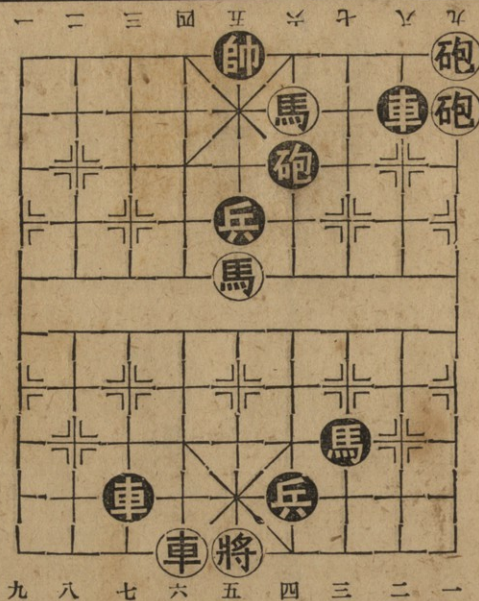 一 二 三 四 五 六 七 八 九
帥 砲
馬 車 砲
砲
兵
馬
馬
車 兵
車 將
九 八 七 六 五 四 三 二 一